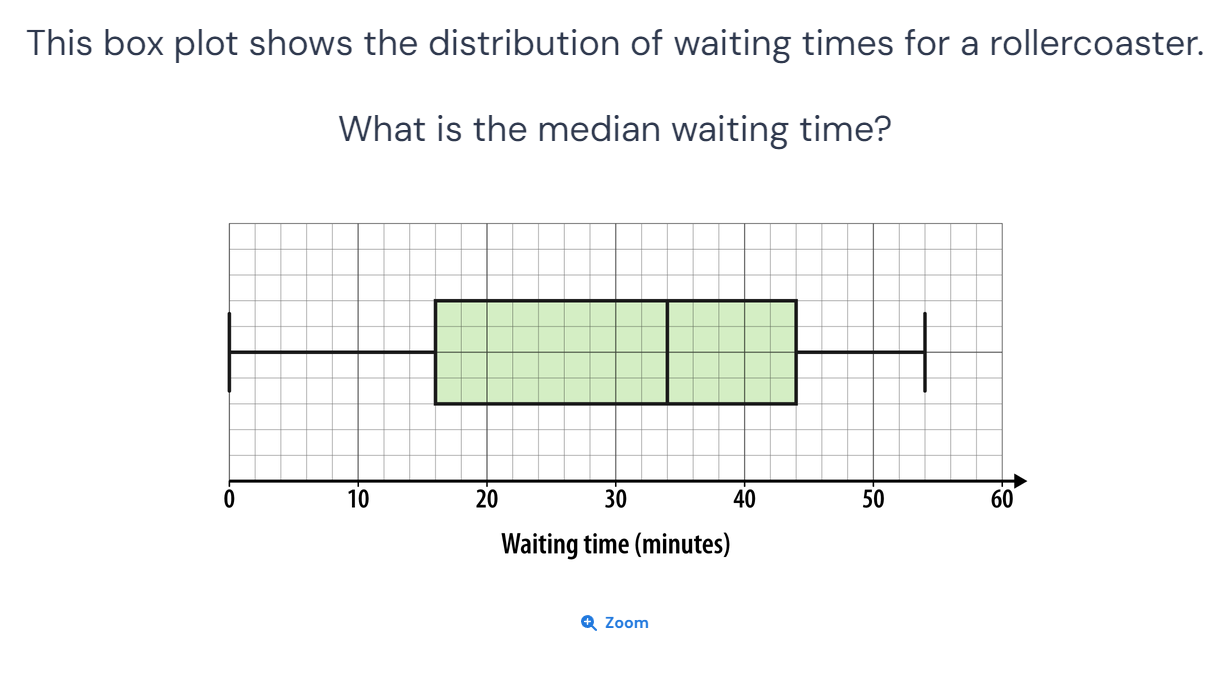 This box plot shows the distribution of waiting times for a rollercoaster.
What is the median waiting time?
0 10 20 30 40 50 60
Waiting time (minutes)
Zoom